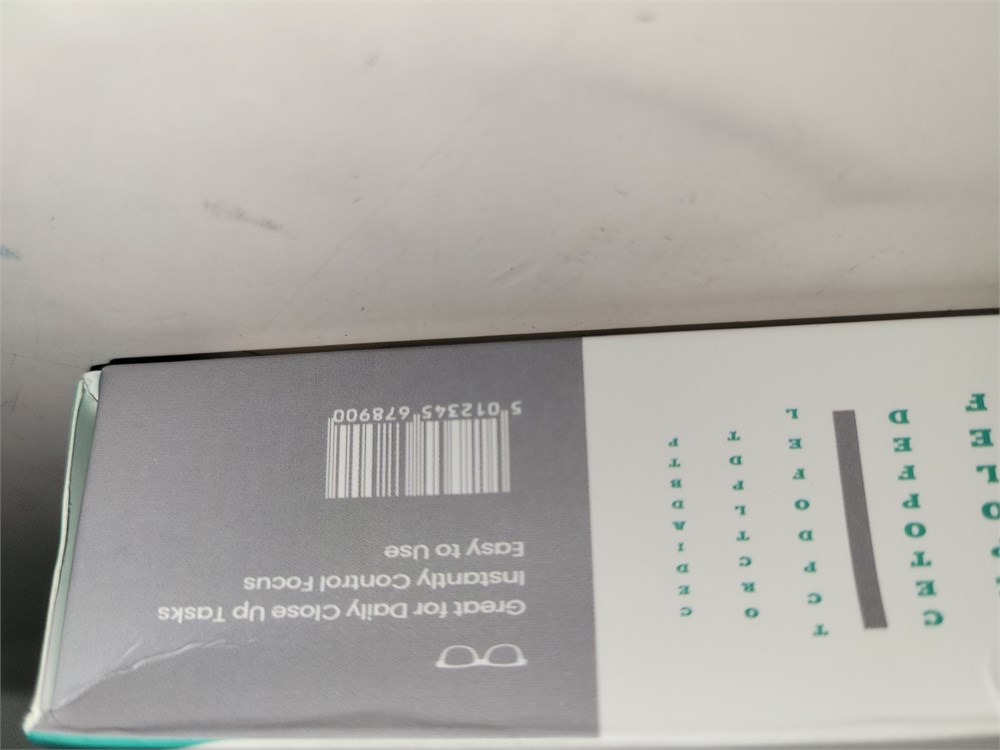 Great for Daily Close Up Tasks
Instantly Control Focus
Easy to Use
5 012345 678900
F E L O P
D E F P O T E C
L E F O D P C T